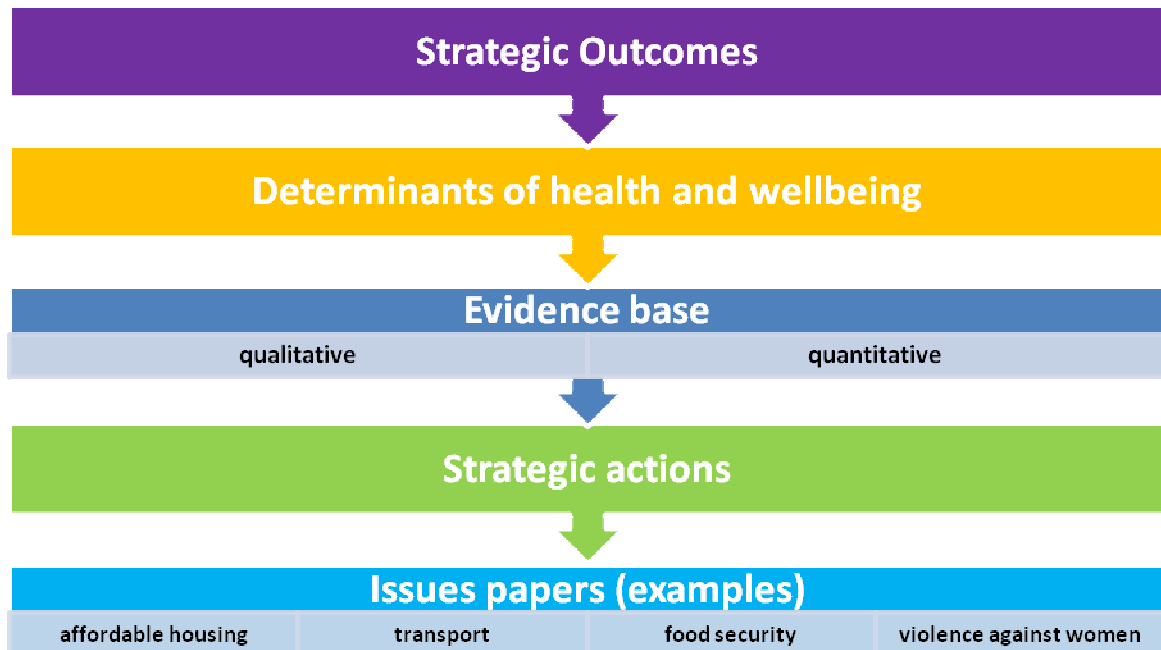 Strategic Outcomes
Determinants of health and wellbeing
Evidence base
qualitative
quantitative
Strategic actions
Issues papers (examples)
affordable housing
transport
food security
violence against women